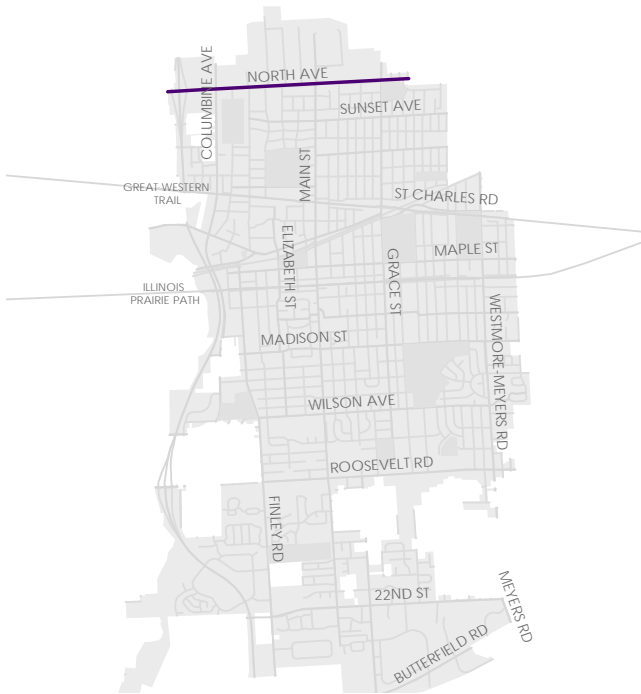 COLUMBINE AVE
NORTH AVE
SUNSET AVE
MAIN ST
GREAT WESTERN
TRAIL
ST CHARLES RD
ELIZABETH ST
GRACE ST
MAPLE ST
ILLINOIS
PRAIRIE PATH
WESTMORE-MEYERS RD
MADISON ST
WILSON AVE
ROOSEVELT RD
FINLEY RD
22ND ST
MEYERS RD
BUTTERFIELD RD